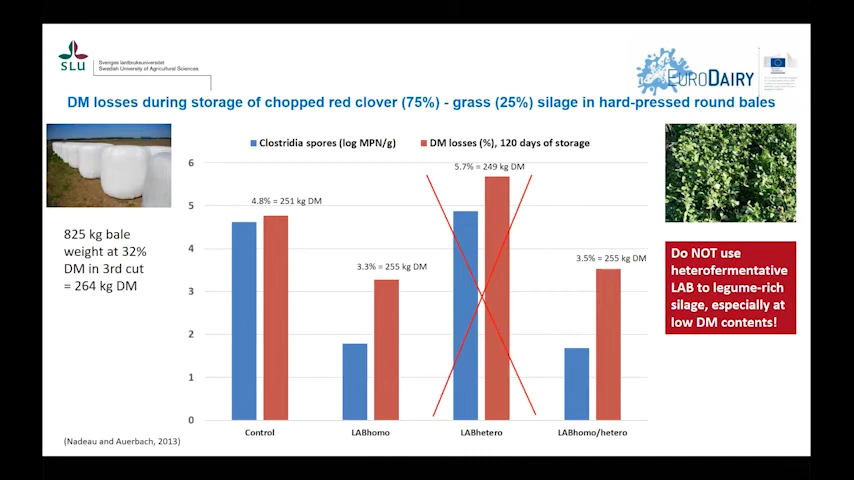 SLU
Sveriges lantbruksuniversitet
Swedish University of Agricultural Sciences
EURODAIRY
DM losses during storage of chopped red clover (75%) - grass (25%) silage in hard-pressed round bales
Clostridia spores (log MPN/g)
DM losses (%), 120 days of storage
825 kg bale
weight at 32%
DM in 3rd cut
= 264 kg DM
6
5
4
3
2
1
0
4.8% = 251 kg DM
3.3% = 255 kg DM
5.7% = 249 kg DM
3.5% = 255 kg DM
Control
LABhomo
LABhetero
LABhomo/hetero
Do NOT use
heterofermentative
LAB to legume-rich
silage, especially at
low DM contents!
(Nadeau and Auerbach, 2013)